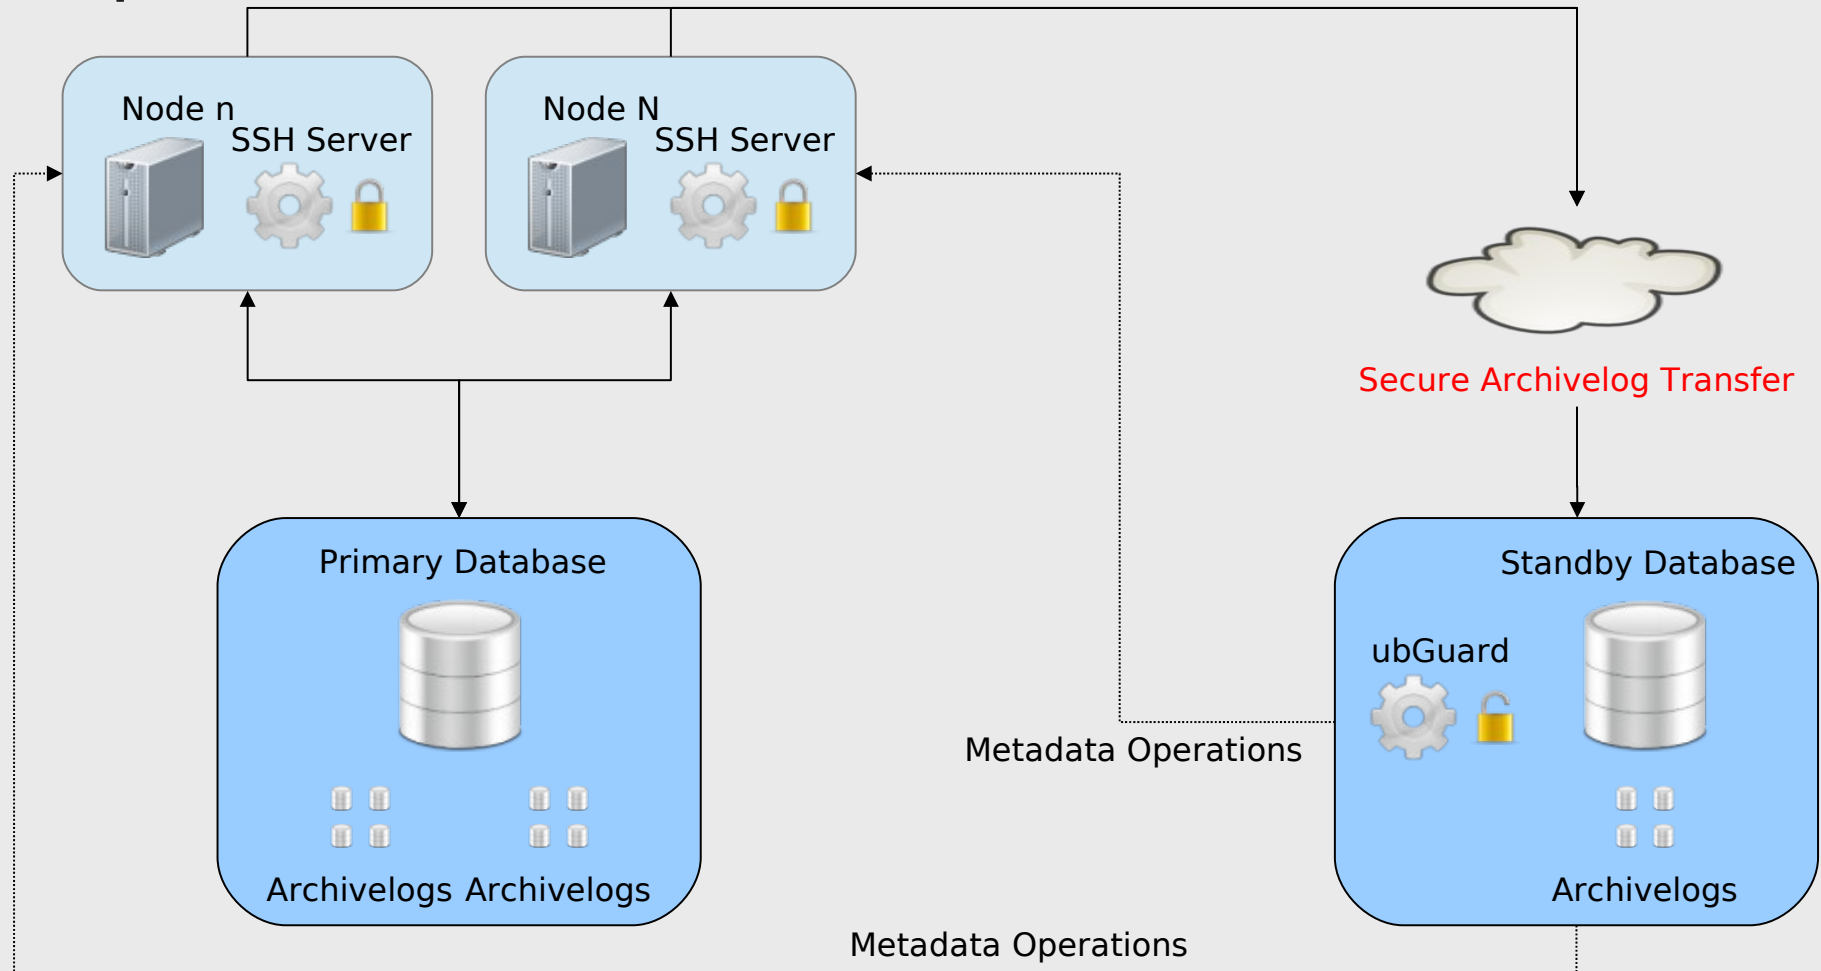 Node n
SSH Server
Node N
SSH Server
Secure Archivelog Transfer
Primary Database
Standby Database
ubGuard
Metadata Operations
Archivelogs Archivelogs
Archivelogs
Metadata Operations